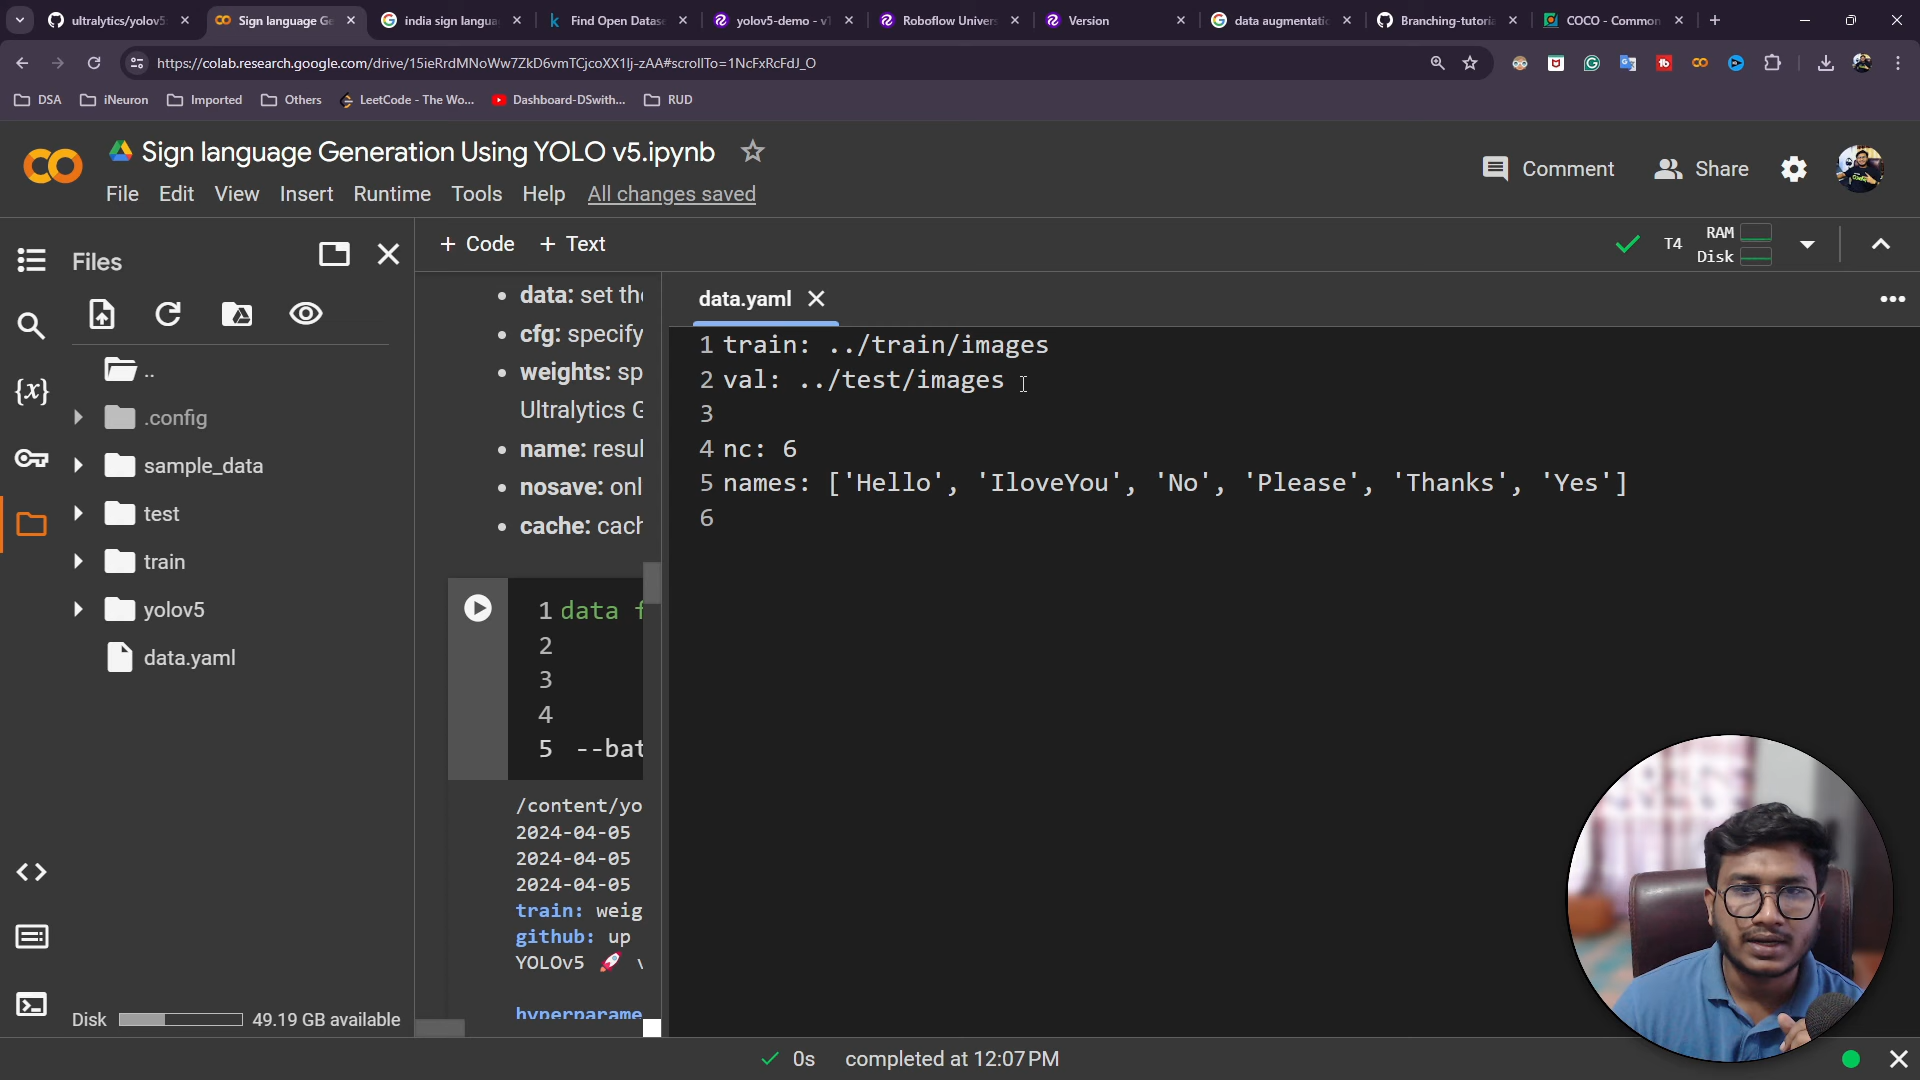 ultralytics/yolov5:
Sign language Ge
india sign langua
Find Open Datase
yolov5-demo - v1
Roboflow Univers
Version
data augmentatio
Branching-tutoria
COCO - Common
https://colab.research.google.com/drive/15ieRrdMNoWw7ZkD6vmTCjcoXX1Ij-zAA#scrollTo=1NcFxRcFdJ_O
DSA
iNeuron
Imported
Others
LeetCode - The Wo...
Dashboard-DSwith...
RUD
Sign language Generation Using YOLO v5.ipynb
Comment
Share
File Edit View Insert Runtime Tools Help All changes saved
Files
+ Code + Text
T4
RAM
Disk
..
.config
sample_data
test
train
yolov5
data.yaml
Disk
49.19 GB available
data: set the
cfg: specify
weights: sp
Ultralytics G
name: resul
nosave: onl
cache: cach
1 data f
2
3
4
5 --bat
/content/yo
2024-04-05
2024-04-05
2024-04-05
train: weig
github: up
YOLOv5 🚀 v
hyperparame
data.yaml
1 train: ../train/images
2 val: ../test/images
3
4 nc: 6
5 names: ['Hello', 'IloveYou', 'No', 'Please', 'Thanks', 'Yes']
6
0s completed at 12:07 PM